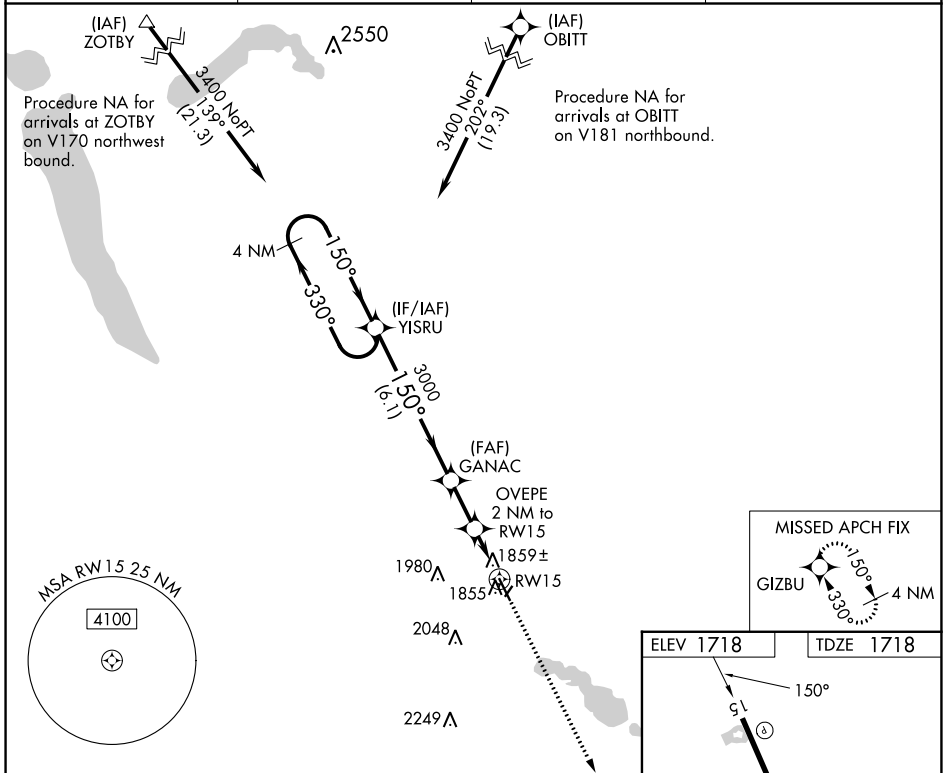 (IAF)
ZOTBY
2550
(IAF)
OBITT
3400 NoPT
139°
(21.3)
3400 NoPT
202°
(19.3)
Procedure NA for
arrivals at ZOTBY
on V170 northwest
bound.
Procedure NA for
arrivals at OBITT
on V181 northbound.
4 NM
150°
330°
(IF/IAF)
YISRU
3000
150°
(6.1)
(FAF)
GANAC
OVEPE
2 NM to
RW15
1859±
1980
1855
RW15
2048
2249
MSA RW15 25 NM
4100
MISSED APCH FIX
GIZBU
150°
330°
4 NM
ELEV 1718
TDZE 1718
150°
15
P